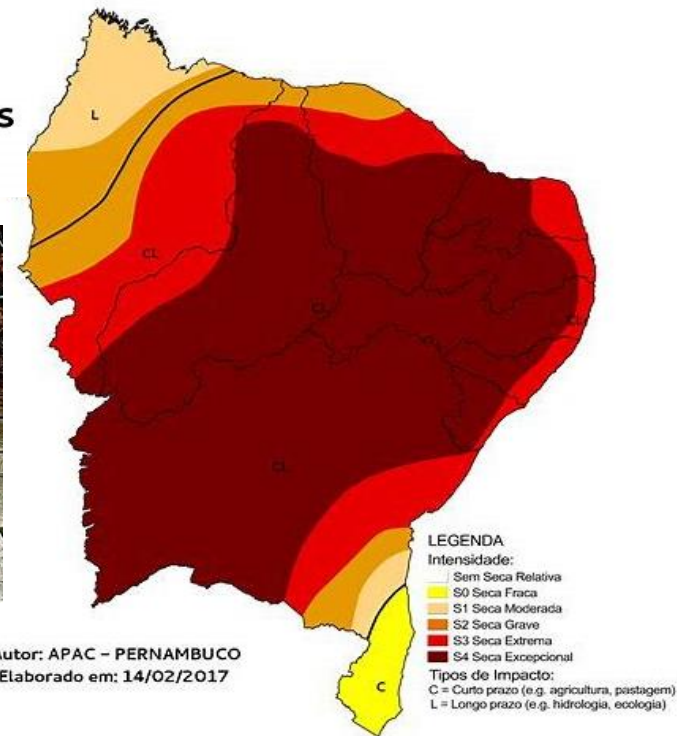 s
L
CL
CL
CL
CL
C
LEGENDA
Intensidade:
Sem Seca Relativa
S0 Seca Fraca
S1 Seca Moderada
S2 Seca Grave
S3 Seca Extrema
S4 Seca Excepcional
Tipos de Impacto:
C = Curto prazo (e.g. agricultura, pastagem)
L = Longo prazo (e.g. hidrologia, ecologia)
Autor: APAC – PERNAMBUCO
Elaborado em: 14/02/2017